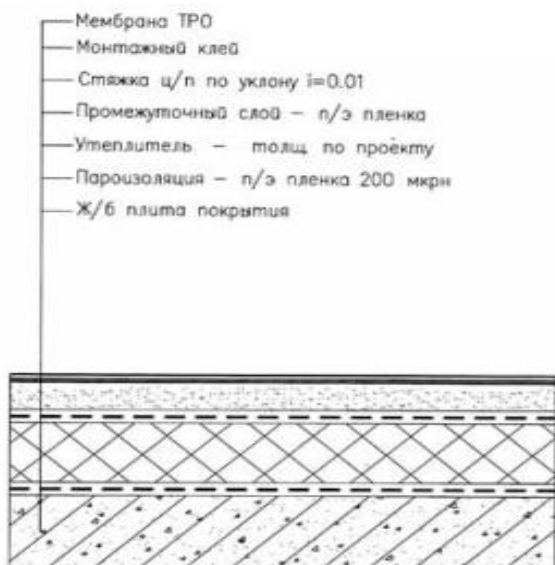 Мембрана ТРО
Монтажный клей
Стяжка ц/п по уклону i=0.01
Промежуточный слой – п/э пленка
Утеплитель – толщ по проекту
Пароизоляция – п/э пленка 200 мкрн
Ж/б плита покрытия